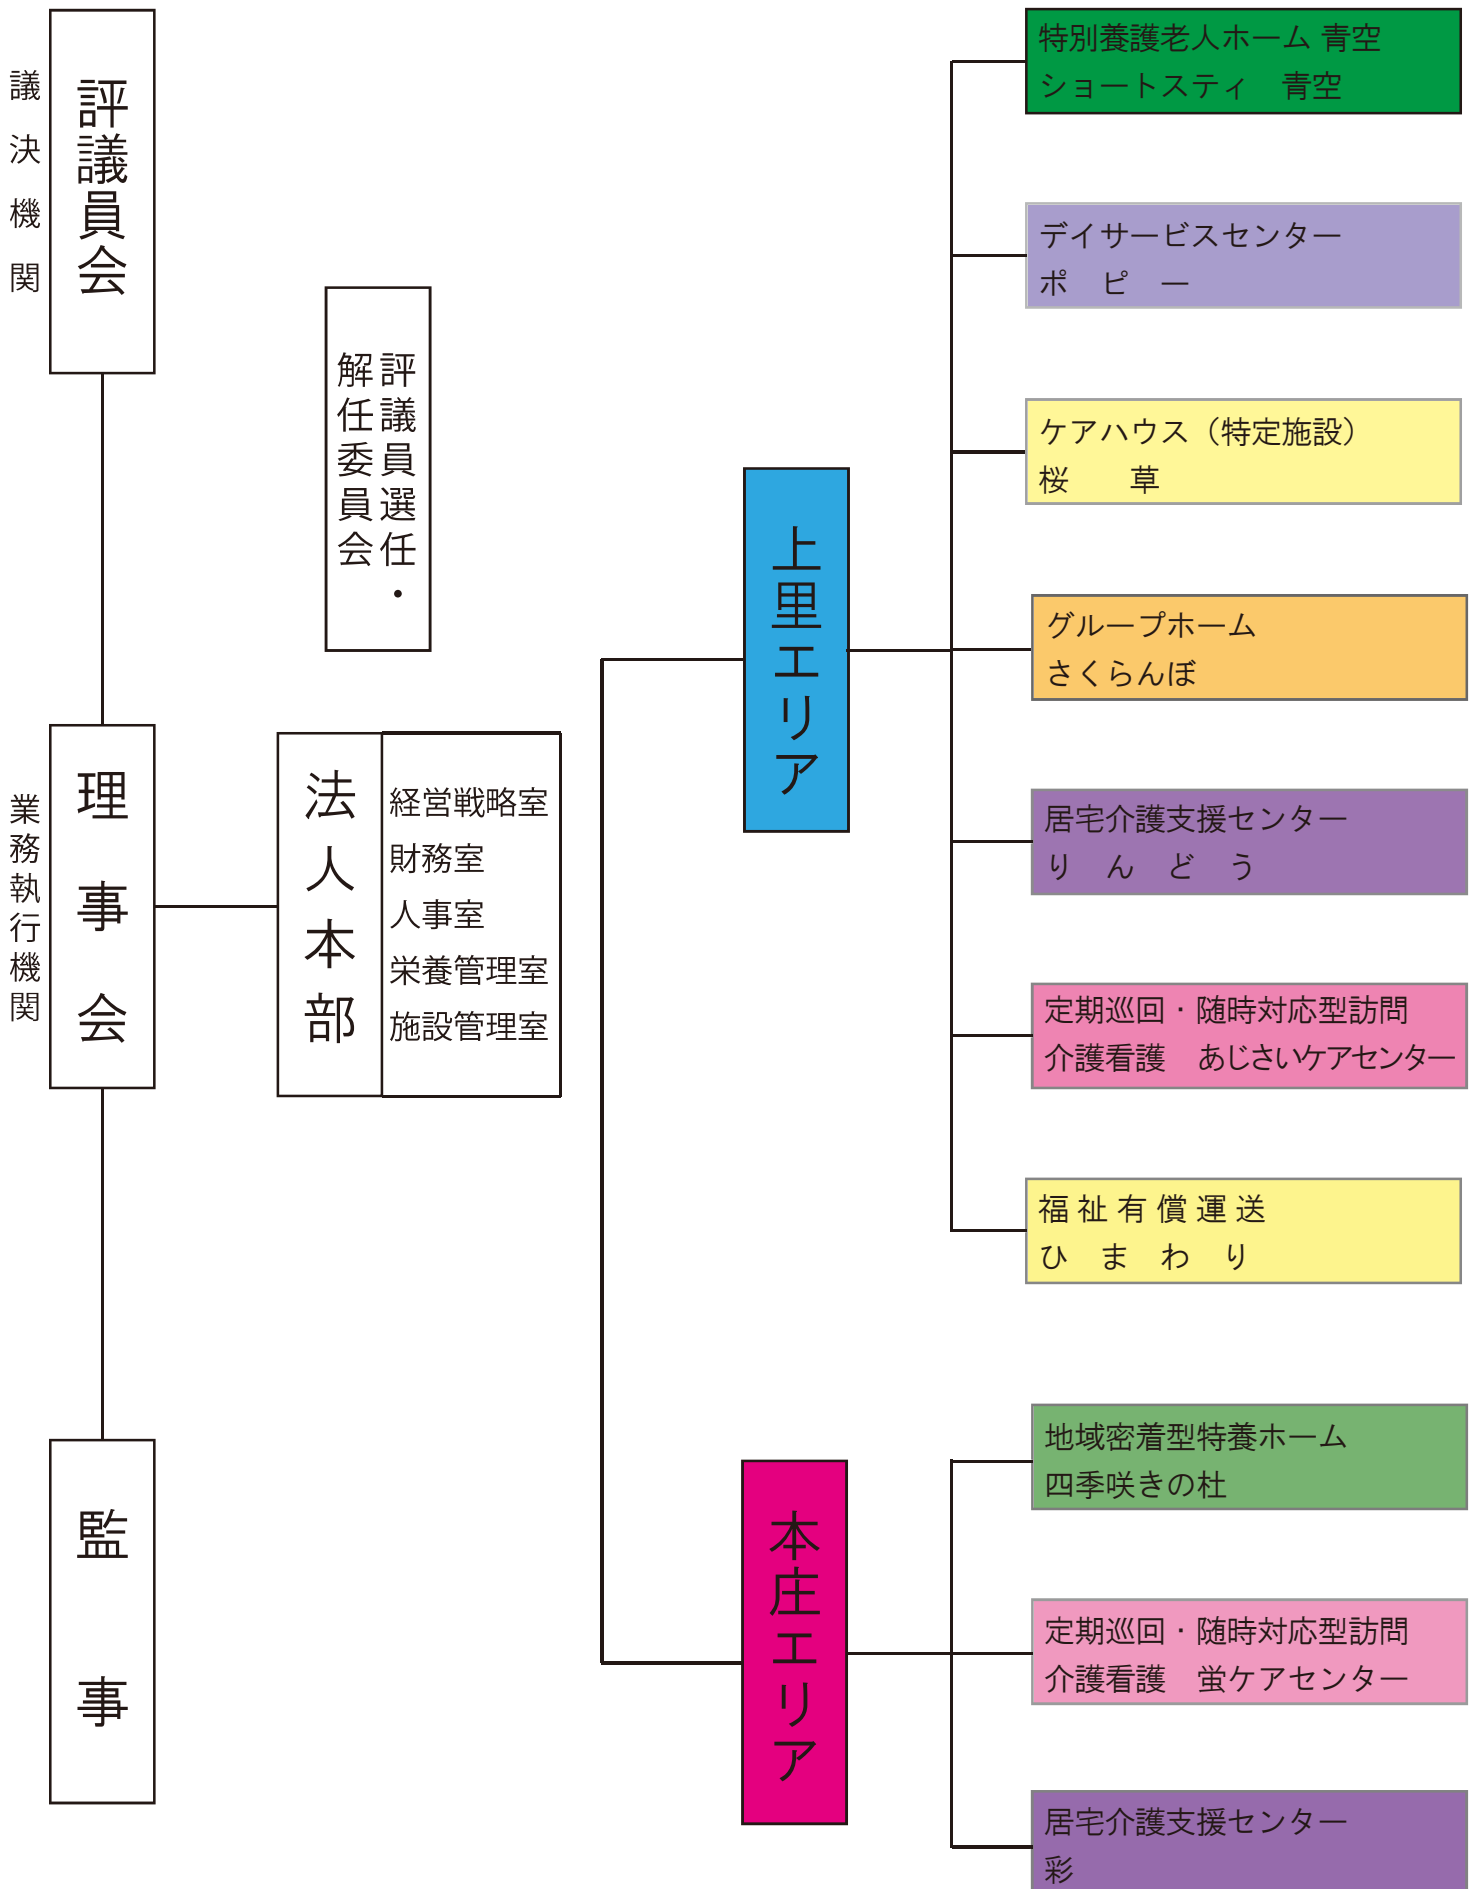 議決機関
評議員会
評議員選任・
解任委員会
業務執行機関
理事会
法人本部
経営戦略室
財務室
人事室
栄養管理室
施設管理室
監事
上里エリア
特別養護老人ホーム 青空
ショートスティ　青空
デイサービスセンター
ポ　ピ　ー
ケアハウス（特定施設）
桜　　草
グループホーム
さくらんぼ
居宅介護支援センター
り　ん　ど　う
定期巡回・随時対応型訪問
介護看護　あじさいケアセンター
福 祉 有 償 運 送
ひ　ま　わ　り
本庄エリア
地域密着型特養ホーム
四季咲きの杜
定期巡回・随時対応型訪問
介護看護　蛍ケアセンター
居宅介護支援センター
彩